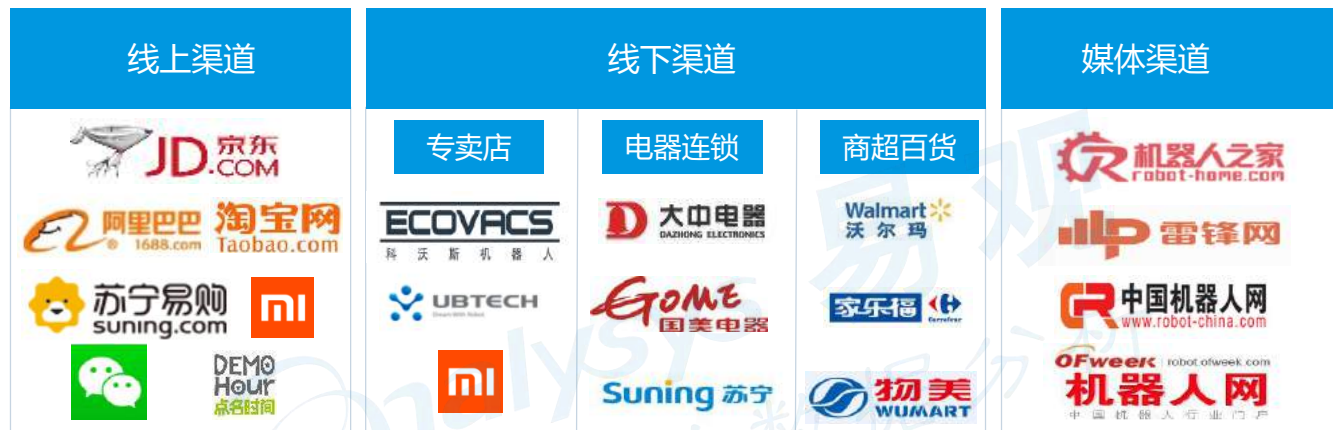 线上渠道
线下渠道
媒体渠道
JD 京东
.COM
阿里巴巴
1688.com
淘宝网
Taobao.com
苏宁易购
suning.com
mi
DEMO
Hour
点名时间
专卖店
ECOVACS
科沃斯机器人
UBTECH
mi
电器连锁
大中电器
DAZHONG ELECTRONICS
GOME
国美电器
Suning 苏宁
商超百货
Walmart
沃尔玛
家乐福
Carrefour
物美
WUMART
机器人之家
robot-home.com
雷锋网
中国机器人网
www.robot-china.com
OFweek robot.ofweek.com
机器人网
中国机器人行业门户
nalysys 易观